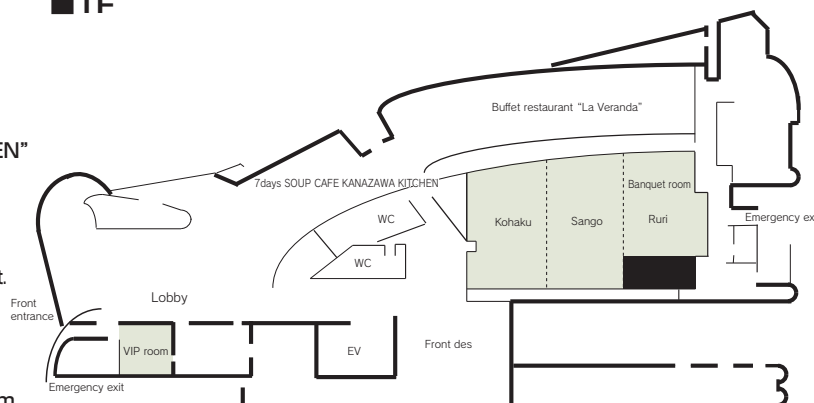 1F
EN”
Buffet restaurant “La Veranda”
7days SOUP CAFE KANAZAWA KITCHEN
Banquet room
Kohaku
Sango
Ruri
WC
WC
Emergency ex
t.
Front
entrance
Lobby
VIP room
EV
Front des
Emergency exit
m